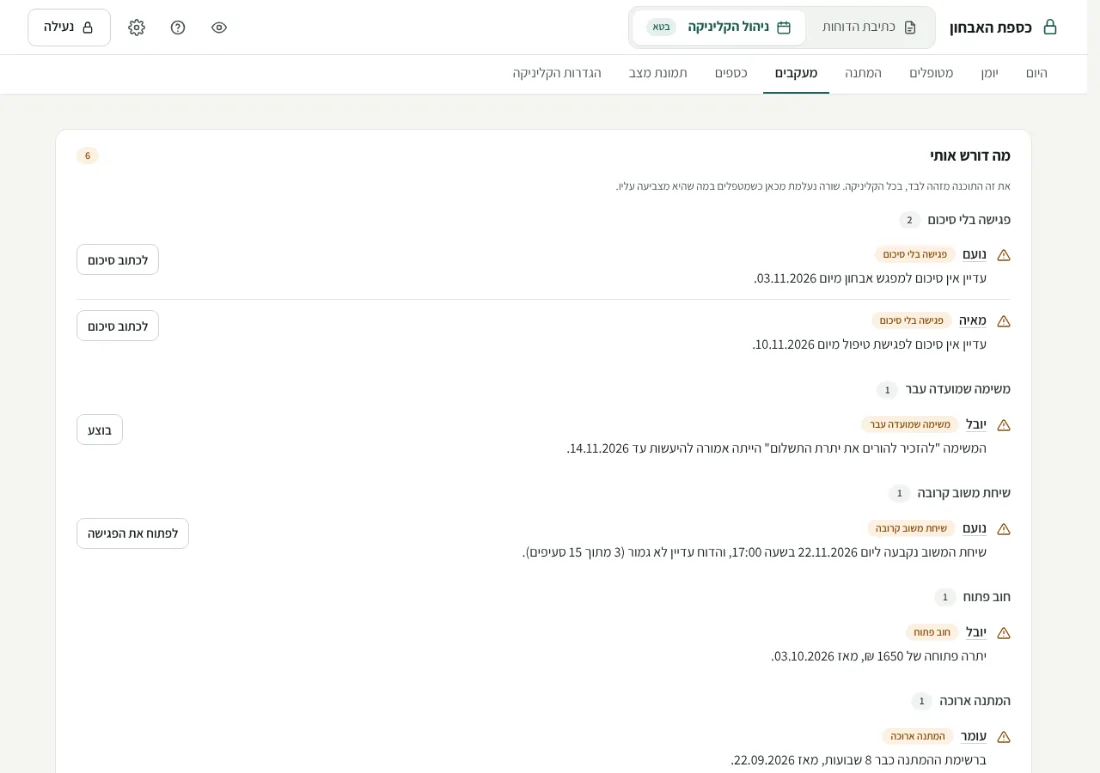 כספת האבחון
כתיבת הדוחות
ניהול הקליניקה בטא
נעילה
היום יומן מטופלים המתנה מעקבים כספים תמונת מצב הגדרות הקליניקה
מה דורש אותי 6
את זה התוכנה מזהה לבד, בכל הקליניקה. שורה נעלמת מכאן כשמטפלים במה שהיא מצביעה עליו.
פגישה בלי סיכום 2
נועם פגישה בלי סיכום
עדיין אין סיכום למפגש אבחון מיום 03.11.2026.
לכתוב סיכום
מאיה פגישה בלי סיכום
עדיין אין סיכום לפגישת טיפול מיום 10.11.2026.
לכתוב סיכום
משימה שמועדה עבר 1
יובל משימה שמועדה עבר
המשימה "להזכיר להורים את יתרת התשלום" הייתה אמורה להיעשות עד 14.11.2026.
בוצע
שיחת משוב קרובה 1
נועם שיחת משוב קרובה
שיחת המשוב נקבעה ליום 22.11.2026 בשעה 17:00, והדוח עדיין לא גמור (3 מתוך 15 סעיפים).
לפתוח את הפגישה
חוב פתוח 1
יובל חוב פתוח
יתרה פתוחה של 1650 ₪, מאז 03.10.2026.
המתנה ארוכה 1
עומר המתנה ארוכה
ברשימת ההמתנה כבר 8 שבועות, מאז 22.09.2026.